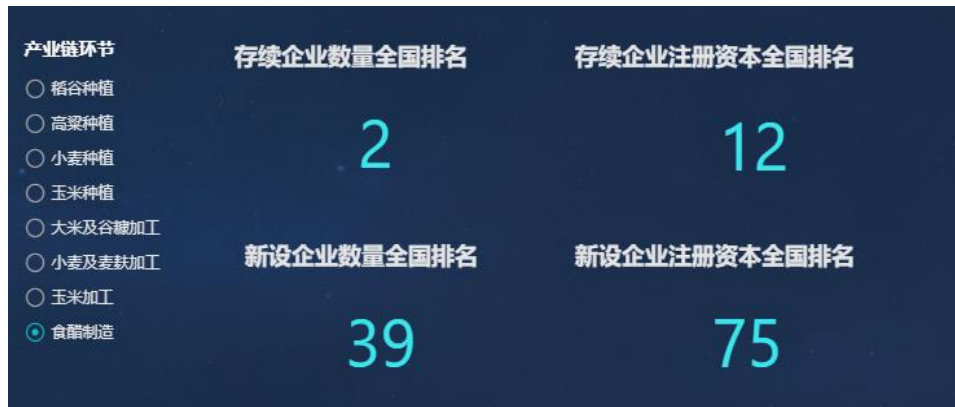 产业链环节
稻谷种植
高粱种植
小麦种植
玉米种植
大米及谷糠加工
小麦及麦麸加工
玉米加工
食醋制造
存续企业数量全国排名
2
存续企业注册资本全国排名
12
新设企业数量全国排名
39
新设企业注册资本全国排名
75